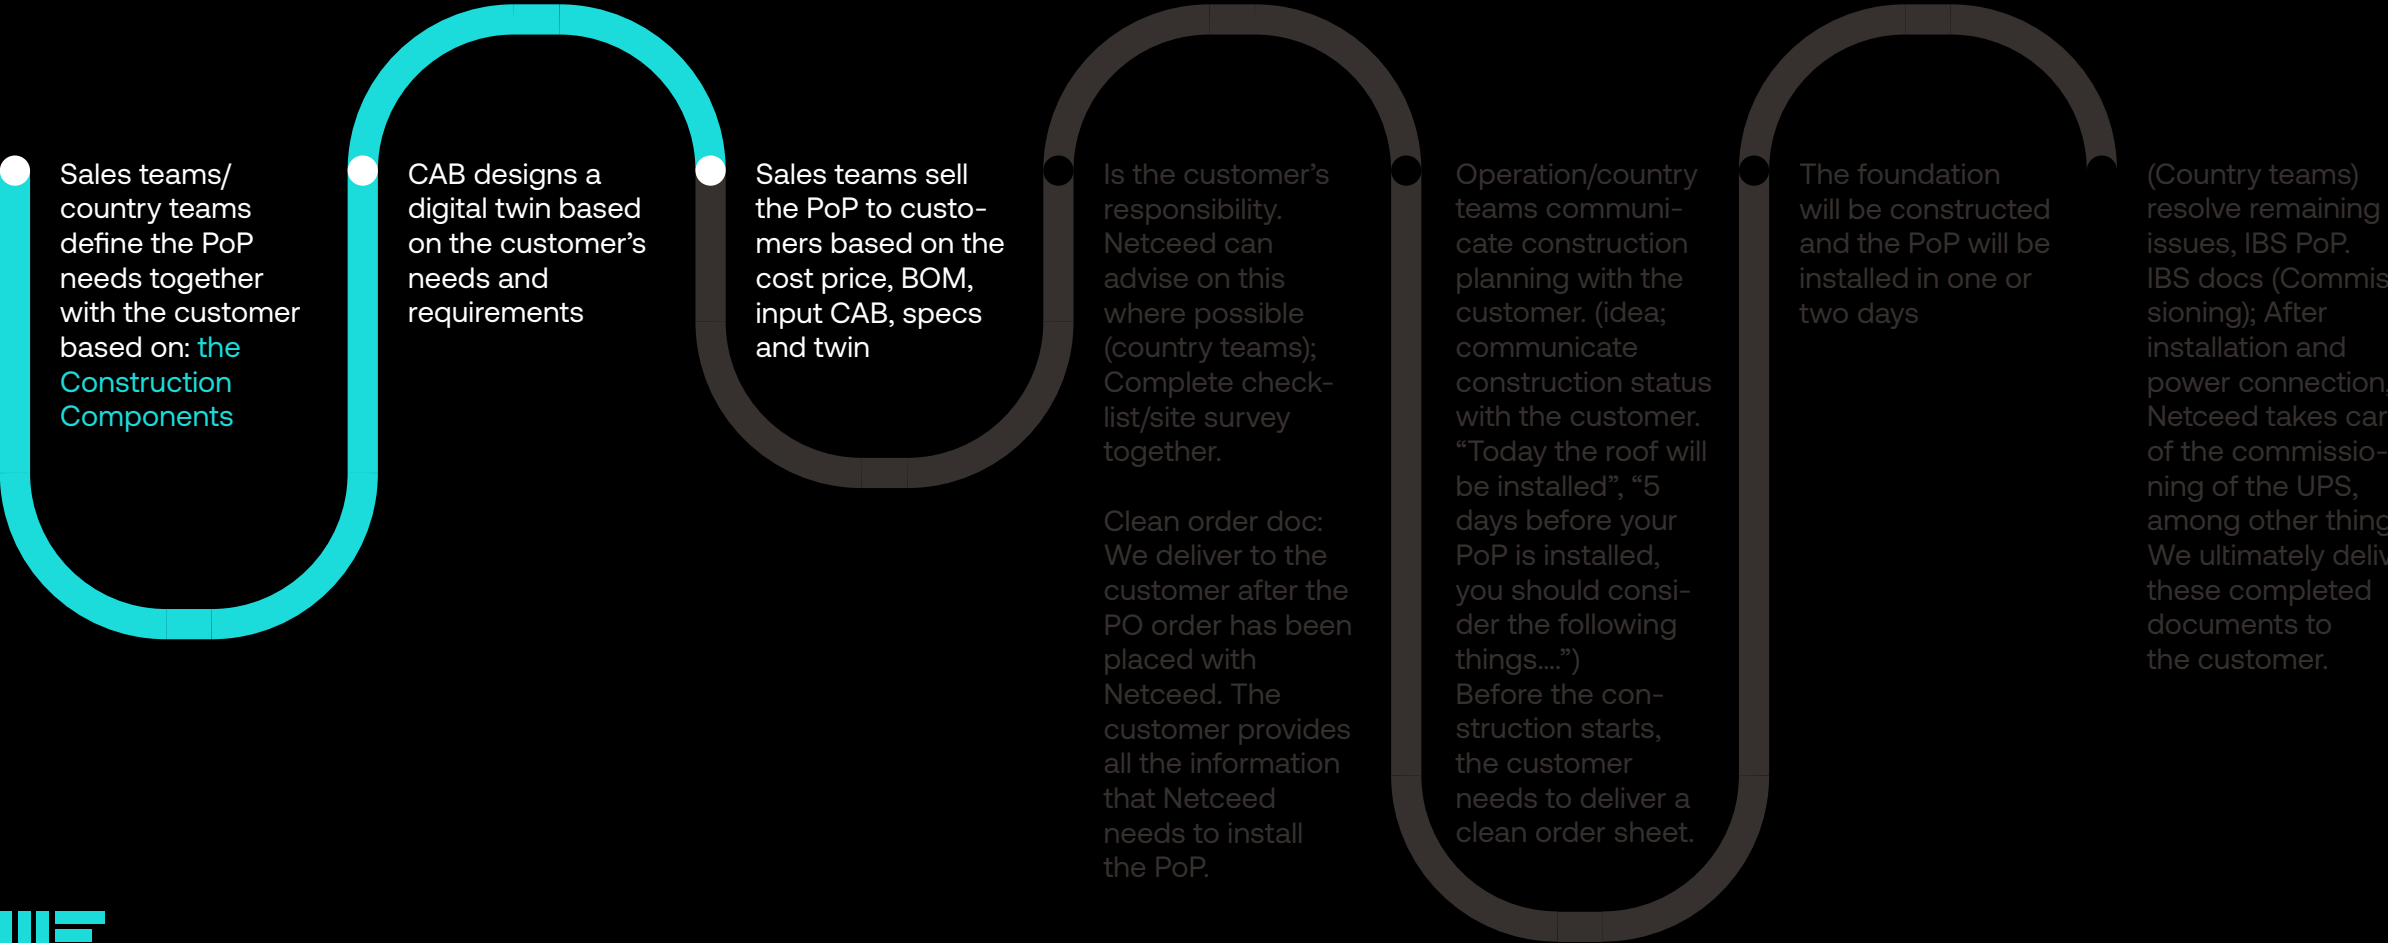 Sales teams/
country teams
define the PoP
needs together
with the customer
based on: the
Construction
Components
CAB designs a
digital twin based
on the customer’s
needs and
requirements
Sales teams sell
the PoP to custo-
mers based on the
cost price, BOM,
input CAB, specs
and twin
Is the customer’s
responsibility.
Netceed can
advise on this
where possible
(country teams);
Complete check-
list/site survey
together.
Clean order doc:
We deliver to the
customer after the
PO order has been
placed with
Netceed. The
customer provides
all the information
that Netceed
needs to install
the PoP.
Operation/country
teams communi-
cate construction
planning with the
customer. (idea;
communicate
construction status
with the customer.
“Today the roof will
be installed”, “5
days before your
PoP is installed,
you should consi-
der the following
things....”)
Before the con-
struction starts,
the customer
needs to deliver a
clean order sheet.
The foundation
will be constructed
and the PoP will be
installed in one or
two days
(Country teams)
resolve remaining
issues, IBS PoP.
IBS docs (Commis
sioning); After
installation and
power connection,
Netceed takes car
of the commissio-
ning of the UPS,
among other thing
We ultimately deliv
these completed
documents to
the customer.